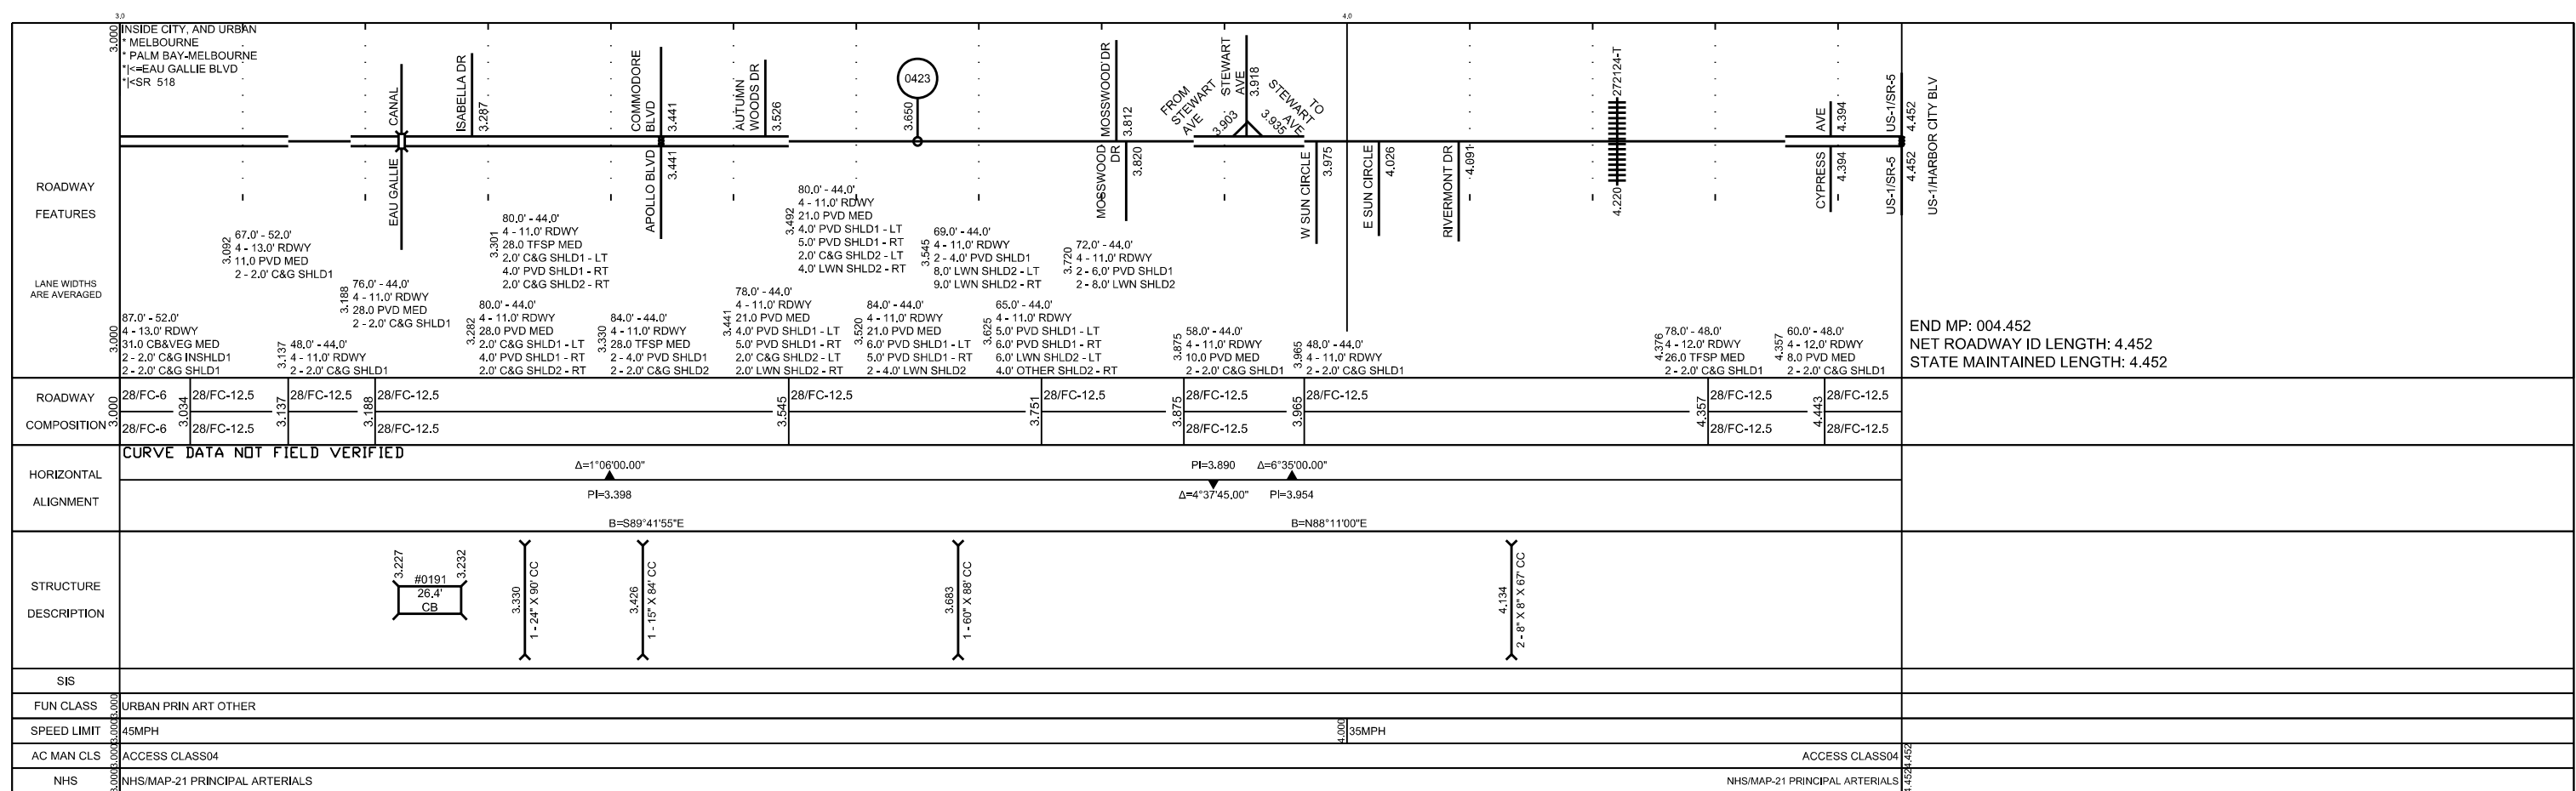 3.0
4.0
3.000
INSIDE CITY, AND URBAN
* MELBOURNE
* PALM BAY-MELBOURNE
*|<=EAU GALLIE BLVD
*|<SR 518
EAU GALLIE CANAL
ISABELLA DR
3.287
COMMODORE
BLVD
3.441
APOLLO BLVD
3.441
AUTUMN
WOODS DR
3.526
0423
3.650
MOSSWOOD DR
3.812
MOSSWOOD
DR
3.820
FROM
STEWART
AVE
3.903
STEWART
AVE
3.918
TO
STEWART
AVE
3.935
W SUN CIRCLE
3.975
E SUN CIRCLE
4.026
RIVERMONT DR
4.091
272124-T
4.220
CYPRESS AVE
4.394
4.394
US-1/SR-5
4.452
US-1/SR-5
4.452
US-1/HARBOR CITY BLV
ROADWAY
FEATURES
LANE WIDTHS
ARE AVERAGED
3.000
87.0' - 52.0'
4 - 13.0' RDWY
31.0 CB&VEG MED
2 - 2.0' C&G INSHLD1
2 - 2.0' C&G SHLD1
3.092
67.0' - 52.0'
4 - 13.0' RDWY
11.0 PVD MED
2 - 2.0' C&G SHLD1
3.137
48.0' - 44.0'
4 - 11.0' RDWY
2 - 2.0' C&G SHLD1
3.188
76.0' - 44.0'
4 - 11.0' RDWY
28.0 PVD MED
2 - 2.0' C&G SHLD1
3.282
80.0' - 44.0'
4 - 11.0' RDWY
28.0 PVD MED
2.0' C&G SHLD1 - LT
4.0' PVD SHLD1 - RT
2.0' C&G SHLD2 - RT
3.301
80.0' - 44.0'
4 - 11.0' RDWY
28.0 TFSP MED
2.0' C&G SHLD1 - LT
4.0' PVD SHLD1 - RT
2.0' C&G SHLD2 - RT
3.330
84.0' - 44.0'
4 - 11.0' RDWY
28.0 TFSP MED
2 - 4.0' PVD SHLD1
2 - 2.0' C&G SHLD2
3.441
78.0' - 44.0'
4 - 11.0' RDWY
21.0 PVD MED
4.0' PVD SHLD1 - LT
5.0' PVD SHLD1 - RT
2.0' C&G SHLD2 - LT
2.0' LWN SHLD2 - RT
3.492
80.0' - 44.0'
4 - 11.0' RDWY
21.0 PVD MED
4.0' PVD SHLD1 - LT
5.0' PVD SHLD1 - RT
2.0' C&G SHLD2 - LT
4.0' LWN SHLD2 - RT
3.520
84.0' - 44.0'
4 - 11.0' RDWY
21.0 PVD MED
6.0' PVD SHLD1 - LT
5.0' PVD SHLD1 - RT
2 - 4.0' LWN SHLD2
3.545
69.0' - 44.0'
4 - 11.0' RDWY
2 - 4.0' PVD SHLD1
8.0' LWN SHLD2 - LT
9.0' LWN SHLD2 - RT
3.625
65.0' - 44.0'
4 - 11.0' RDWY
5.0' PVD SHLD1 - LT
6.0' PVD SHLD1 - RT
6.0' LWN SHLD2 - LT
4.0' OTHER SHLD2 - RT
3.720
72.0' - 44.0'
4 - 11.0' RDWY
2 - 6.0' PVD SHLD1
2 - 8.0' LWN SHLD2
3.875
58.0' - 44.0'
4 - 11.0' RDWY
10.0 PVD MED
2 - 2.0' C&G SHLD1
3.965
48.0' - 44.0'
4 - 11.0' RDWY
2 - 2.0' C&G SHLD1
4.376
78.0' - 48.0'
4 - 12.0' RDWY
26.0 TFSP MED
2 - 2.0' C&G SHLD1
4.357
60.0' - 48.0'
4 - 12.0' RDWY
8.0 PVD MED
2 - 2.0' C&G SHLD1
END MP: 004.452
NET ROADWAY ID LENGTH: 4.452
STATE MAINTAINED LENGTH: 4.452
ROADWAY
COMPOSITION
3.000
28/FC-6
3.034
28/FC-12.5
3.137
28/FC-12.5
3.188
28/FC-12.5
3.545
28/FC-12.5
3.751
28/FC-12.5
3.875
28/FC-12.5
3.965
28/FC-12.5
4.357
28/FC-12.5
4.443
28/FC-12.5
28/FC-6
28/FC-12.5
28/FC-12.5
28/FC-12.5
28/FC-12.5
28/FC-12.5
CURVE DATA NOT FIELD VERIFIED
HORIZONTAL
ALIGNMENT
Δ=1°06'00.00"
PI=3.398
PI=3.890
Δ=4°37'45.00"
Δ=6°35'00.00"
PI=3.954
B=S89°41'55"E
B=N88°11'00"E
STRUCTURE
DESCRIPTION
3.227
#0191
26.4'
CB
3.232
3.330
1 - 24" X 90' CC
3.426
1 - 15" X 84' CC
3.683
1 - 60" X 88' CC
4.134
2 - 8" X 8" X 67' CC
SIS
FUN CLASS
3.000
URBAN PRIN ART OTHER
SPEED LIMIT
3.000
45MPH
4.000
35MPH
AC MAN CLS
3.000
ACCESS CLASS04
ACCESS CLASS04
4.452
NHS
3.000
NHS/MAP-21 PRINCIPAL ARTERIALS
NHS/MAP-21 PRINCIPAL ARTERIALS
4.452